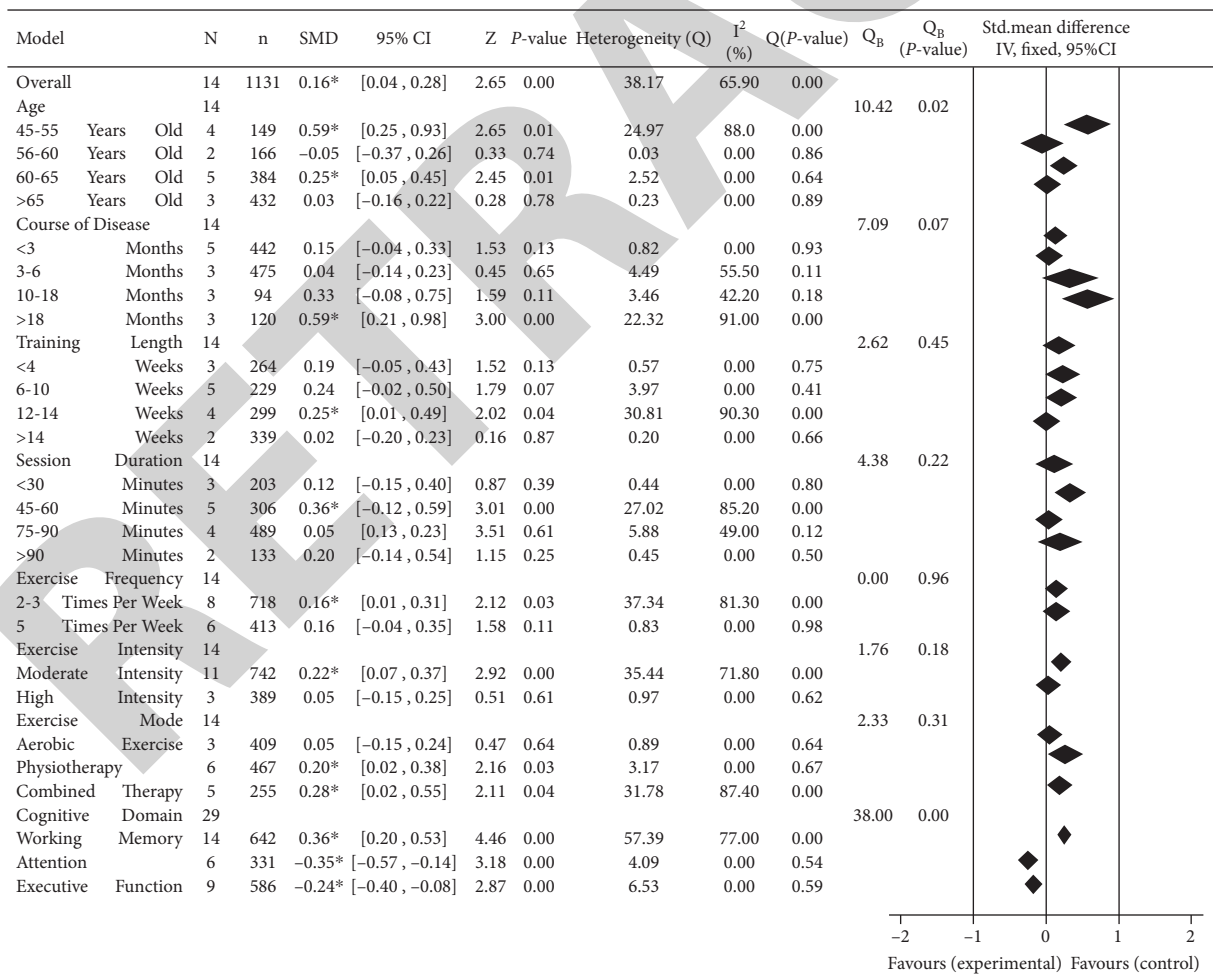 Model N n SMD 95% CI Z P-value Heterogeneity (Q) I² (%) Q(P-value) Q_B Q_B (P-value) Std.mean difference IV, fixed, 95%CI
Overall 14 1131 0.16* [0.04 , 0.28] 2.65 0.00 38.17 65.90 0.00
Age 14 10.42 0.02
45-55 Years Old 4 149 0.59* [0.25 , 0.93] 2.65 0.01 24.97 88.0 0.00
56-60 Years Old 2 166 –0.05 [–0.37 , 0.26] 0.33 0.74 0.03 0.00 0.86
60-65 Years Old 5 384 0.25* [0.05 , 0.45] 2.45 0.01 2.52 0.00 0.64
>65 Years Old 3 432 0.03 [–0.16 , 0.22] 0.28 0.78 0.23 0.00 0.89
Course of Disease 14 7.09 0.07
<3 Months 5 442 0.15 [–0.04 , 0.33] 1.53 0.13 0.82 0.00 0.93
3-6 Months 3 475 0.04 [–0.14 , 0.23] 0.45 0.65 4.49 55.50 0.11
10-18 Months 3 94 0.33 [–0.08 , 0.75] 1.59 0.11 3.46 42.20 0.18
>18 Months 3 120 0.59* [0.21 , 0.98] 3.00 0.00 22.32 91.00 0.00
Training Length 14 2.62 0.45
<4 Weeks 3 264 0.19 [–0.05 , 0.43] 1.52 0.13 0.57 0.00 0.75
6-10 Weeks 5 229 0.24 [–0.02 , 0.50] 1.79 0.07 3.97 0.00 0.41
12-14 Weeks 4 299 0.25* [0.01 , 0.49] 2.02 0.04 30.81 90.30 0.00
>14 Weeks 2 339 0.02 [–0.20 , 0.23] 0.16 0.87 0.20 0.00 0.66
Session Duration 14 4.38 0.22
<30 Minutes 3 203 0.12 [–0.15 , 0.40] 0.87 0.39 0.44 0.00 0.80
45-60 Minutes 5 306 0.36* [–0.12 , 0.59] 3.01 0.00 27.02 85.20 0.00
75-90 Minutes 4 489 0.05 [0.13 , 0.23] 3.51 0.61 5.88 49.00 0.12
>90 Minutes 2 133 0.20 [–0.14 , 0.54] 1.15 0.25 0.45 0.00 0.50
Exercise Frequency 14 0.00 0.96
2-3 Times Per Week 8 718 0.16* [0.01 , 0.31] 2.12 0.03 37.34 81.30 0.00
5 Times Per Week 6 413 0.16 [–0.04 , 0.35] 1.58 0.11 0.83 0.00 0.98
Exercise Intensity 14 1.76 0.18
Moderate Intensity 11 742 0.22* [0.07 , 0.37] 2.92 0.00 35.44 71.80 0.00
High Intensity 3 389 0.05 [–0.15 , 0.25] 0.51 0.61 0.97 0.00 0.62
Exercise Mode 14 2.33 0.31
Aerobic Exercise 3 409 0.05 [–0.15 , 0.24] 0.47 0.64 0.89 0.00 0.64
Physiotherapy 6 467 0.20* [0.02 , 0.38] 2.16 0.03 3.17 0.00 0.67
Combined Therapy 5 255 0.28* [0.02 , 0.55] 2.11 0.04 31.78 87.40 0.00
Cognitive Domain 29 38.00 0.00
Working Memory 14 642 0.36* [0.20 , 0.53] 4.46 0.00 57.39 77.00 0.00
Attention 6 331 –0.35* [–0.57 , –0.14] 3.18 0.00 4.09 0.00 0.54
Executive Function 9 586 –0.24* [–0.40 , –0.08] 2.87 0.00 6.53 0.00 0.59
–2 –1 0 1 2
Favours (experimental) Favours (control)
RETRAC